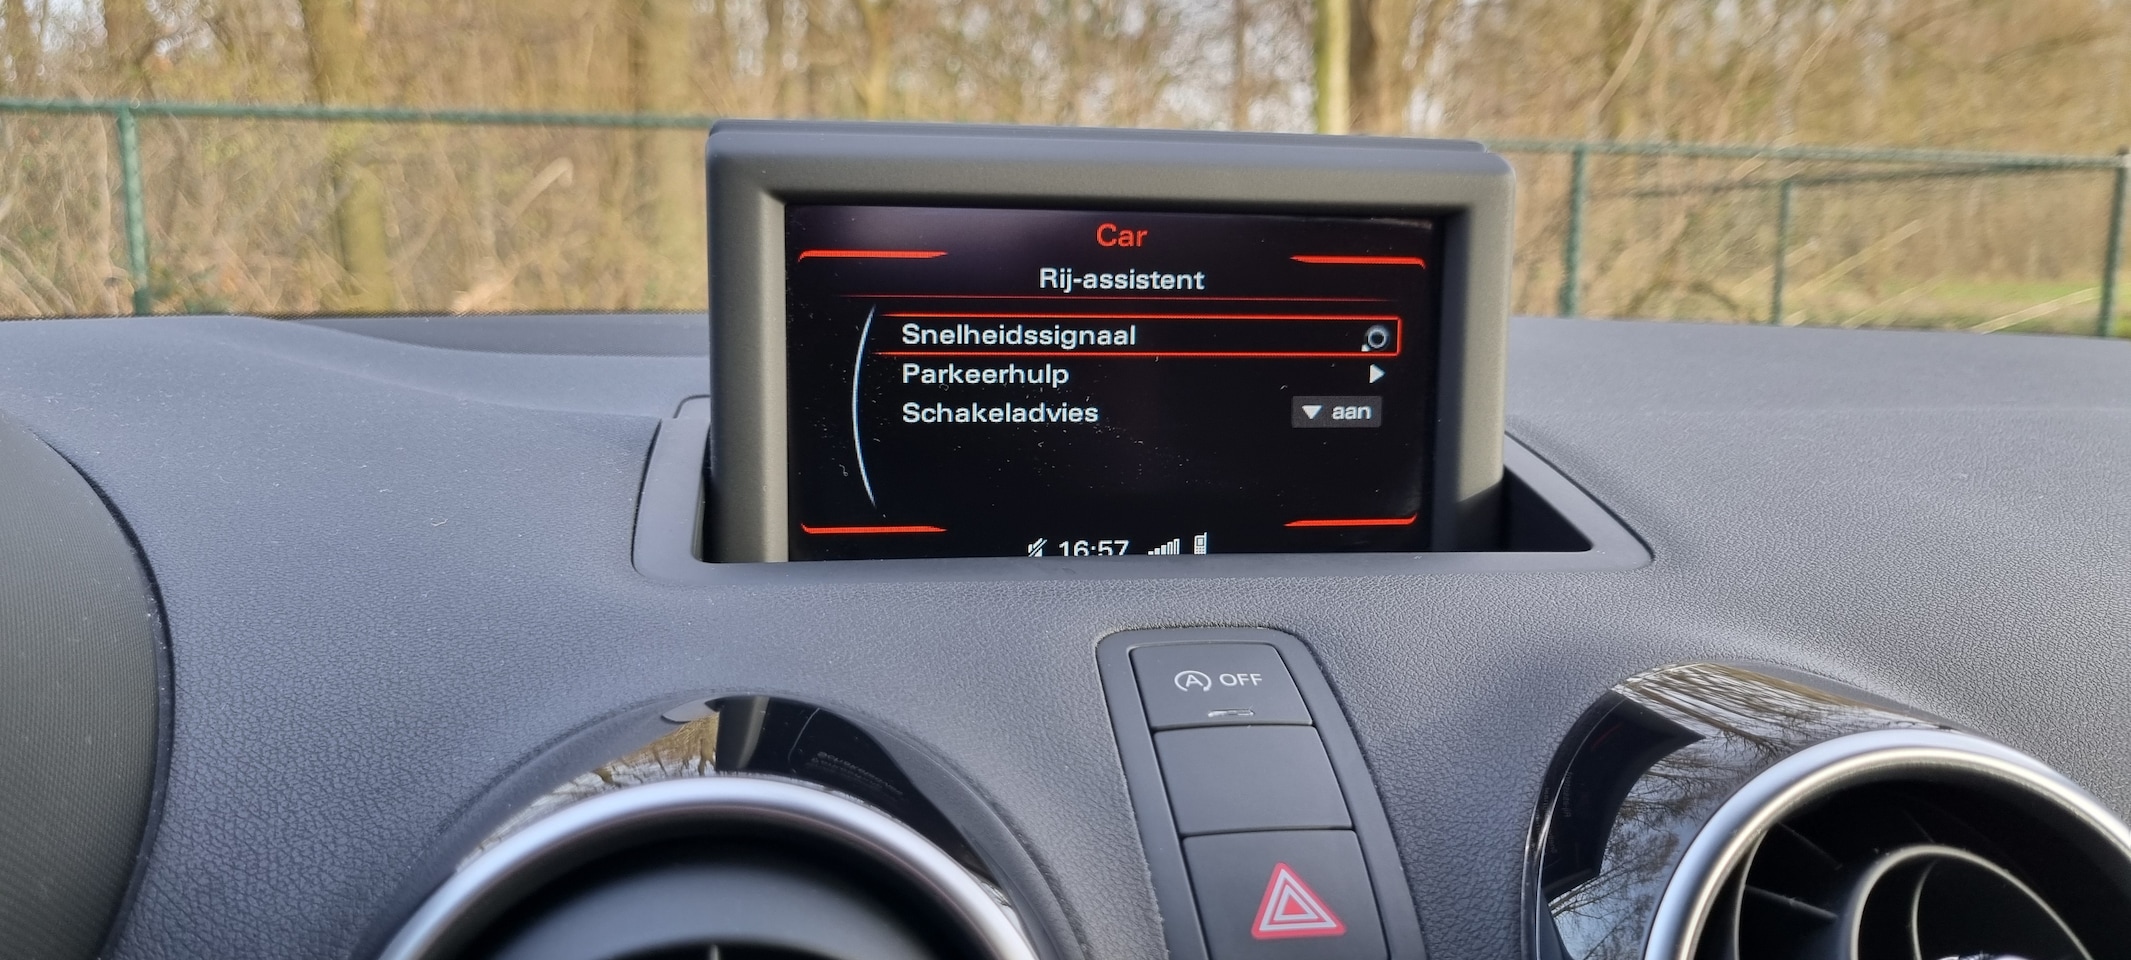 Car
Rij-assistent
Snelheidssignaal
Parkeerhulp
Schakeladvies aan
16:57
A OFF